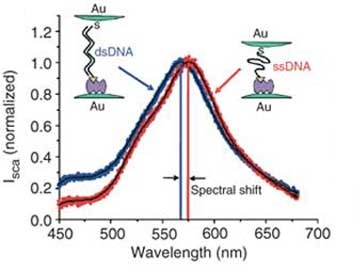 Au
S
dsDNA
Au
Au
S
ssDNA
Au
1.2
1.0
0.8
0.6
0.4
0.2
0.0
Isca (normalized)
Spectral shift
450 500 550 600 650 700
Wavelength (nm)